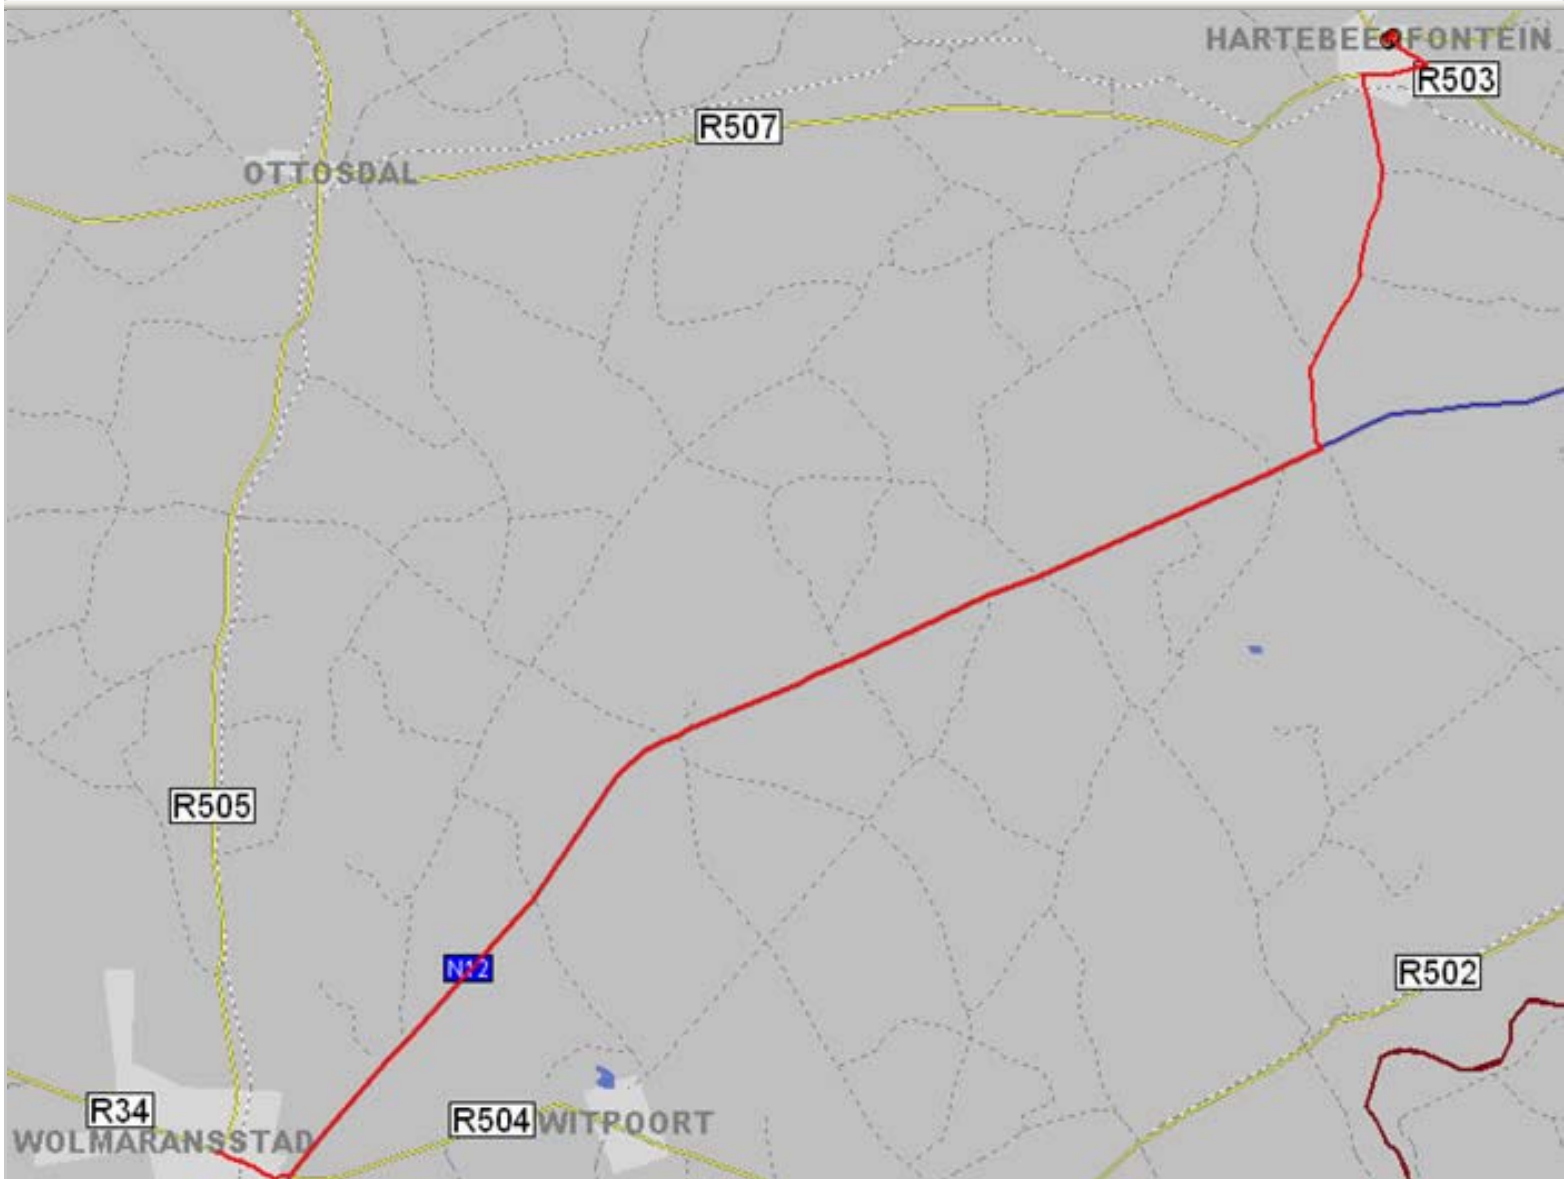 HARTEBEESFONTEIN
R503
R507
OTTOSDAL
R505
N12
R502
R34
R504
WITPOORT
WOLMARANSSTAD